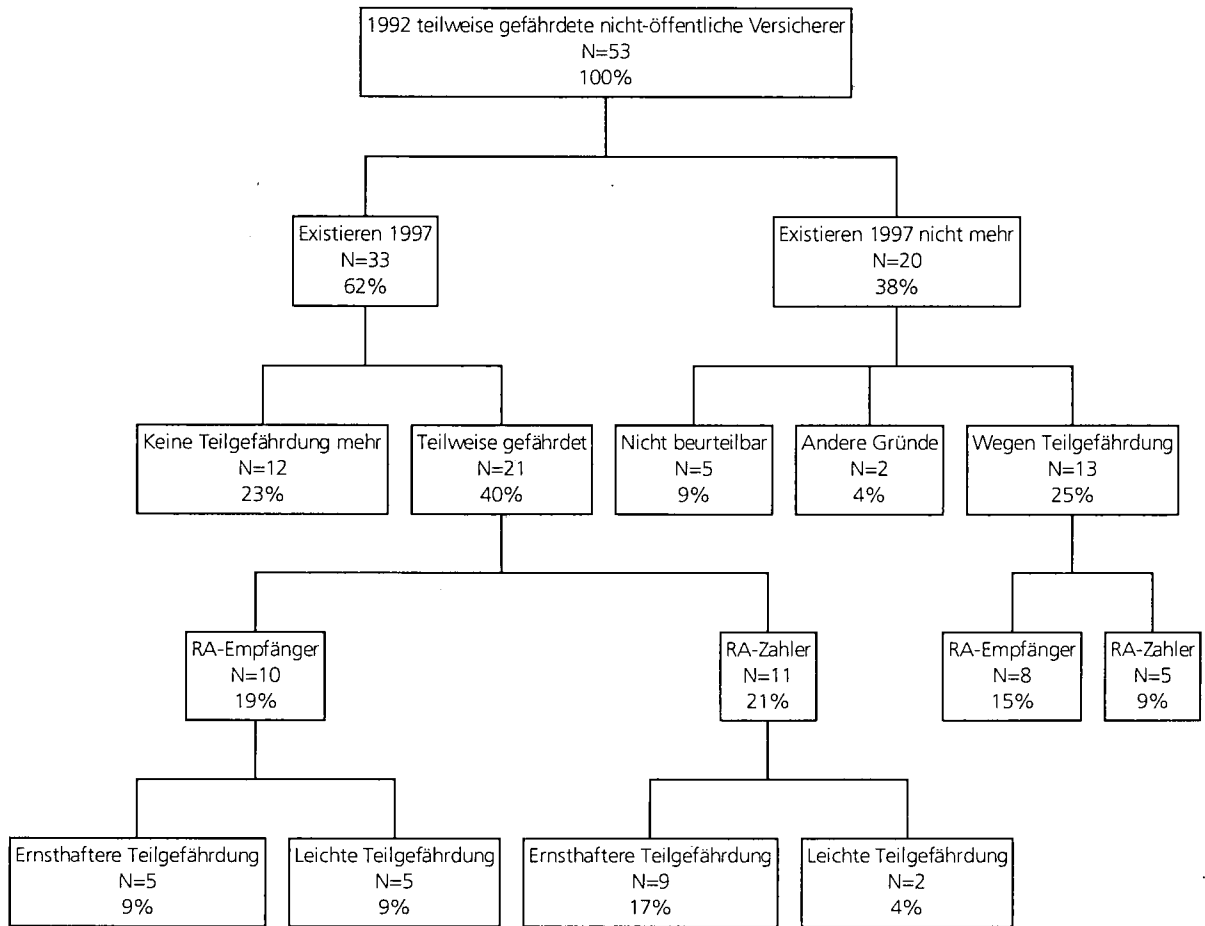 1992 teilweise gefährdete nicht-öffentliche Versicherer
N=53
100%
Existieren 1997
N=33
62%
Existieren 1997 nicht mehr
N=20
38%
Keine Teilgefährdung mehr
N=12
23%
Teilweise gefährdet
N=21
40%
Nicht beurteilbar
N=5
9%
Andere Gründe
N=2
4%
Wegen Teilgefährdung
N=13
25%
RA-Empfänger
N=10
19%
RA-Zahler
N=11
21%
RA-Empfänger
N=8
15%
RA-Zahler
N=5
9%
Ernsthaftere Teilgefährdung
N=5
9%
Leichte Teilgefährdung
N=5
9%
Ernsthaftere Teilgefährdung
N=9
17%
Leichte Teilgefährdung
N=2
4%